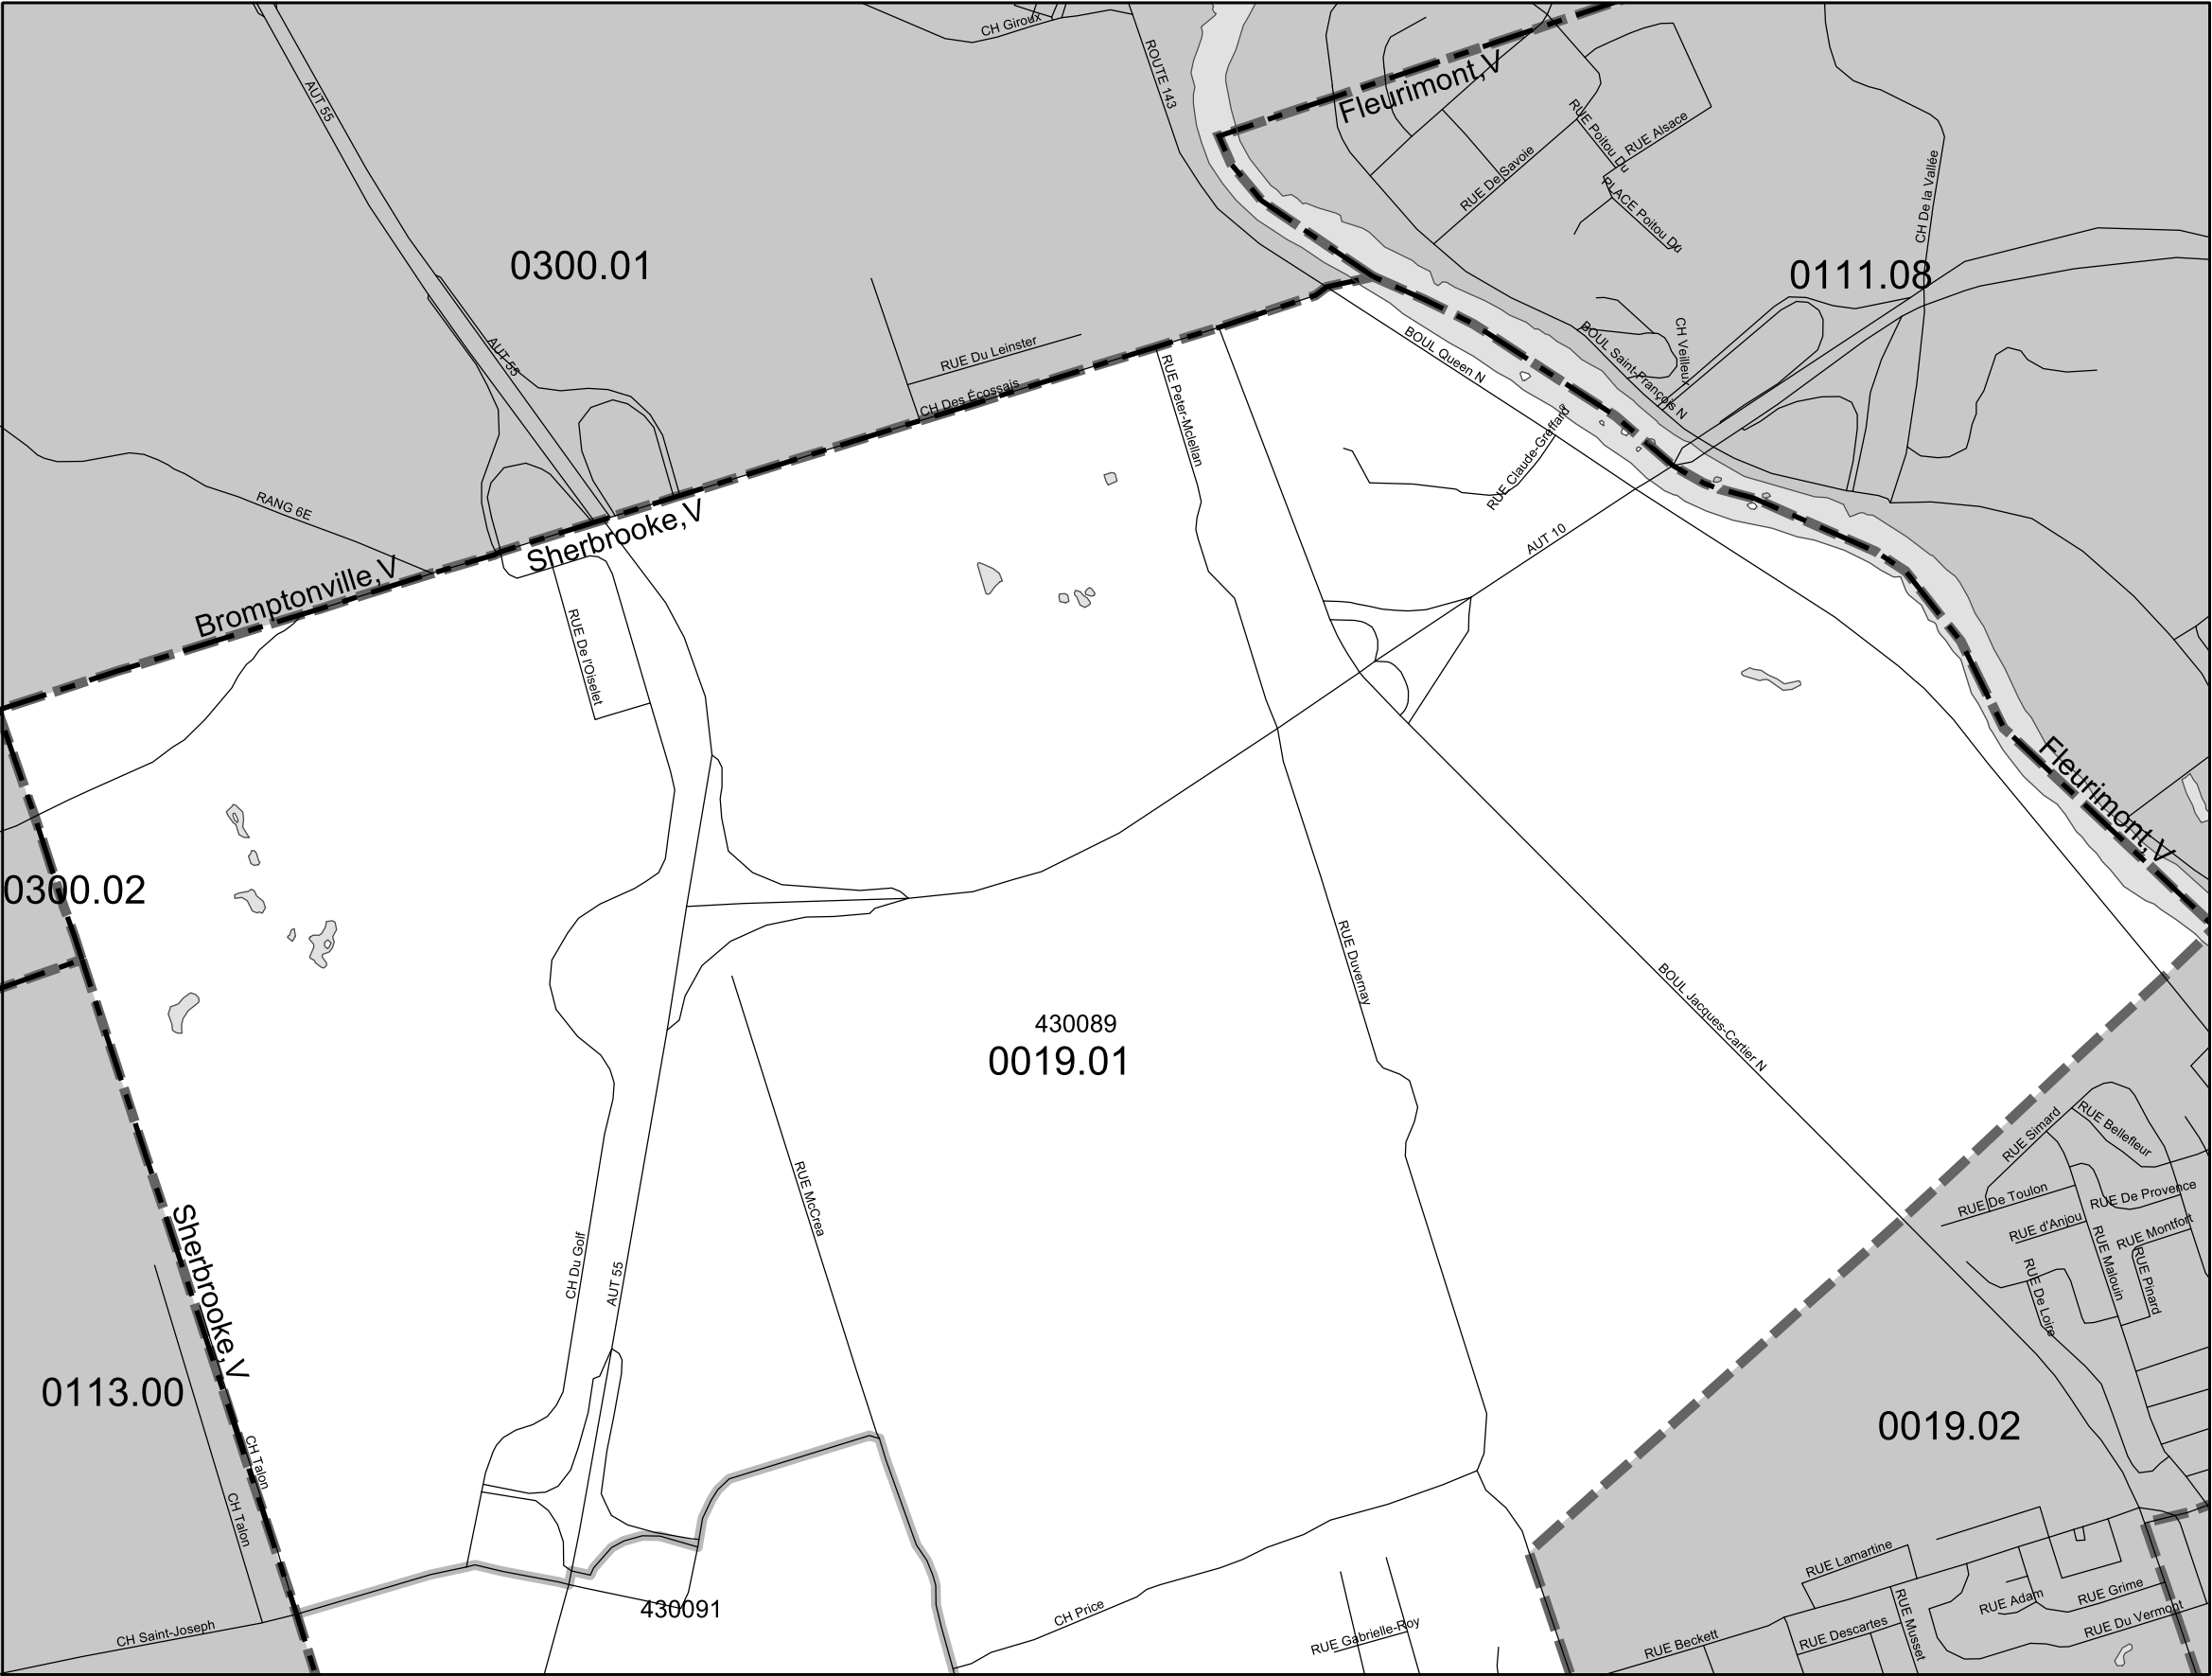 CH Giroux
ROUTE 143
Fleurimont,V
AUT 55
RUE Poitou Du
RUE Alsace
RUE De Savoie
PLACE Poitou Du
CH De la Vallée
0300.01
0111.08
AUT 55
RUE Du Leinster
CH Des Écossais
RUE Peter-Mclellan
BOUL Queen N
BOUL Saint-François N
CH Veilleux
RUE Claude-Greffard
RANG 6E
Sherbrooke,V
Bromptonville,V
AUT 10
RUE De l'Oiselet
Fleurimont,V
0300.02
RUE Duvernay
BOUL Jacques-Cartier N
430089
0019.01
RUE Simard
RUE Bellefleur
RUE De Toulon
RUE De Provence
RUE d'Anjou
RUE Montfort
RUE Malouin
RUE Pinard
RUE De Loire
RUE McCrea
CH Du Golf
AUT 55
Sherbrooke,V
0113.00
0019.02
CH Talon
CH Talon
RUE Lamartine
RUE Adam
RUE Grime
430091
CH Price
RUE Gabrielle-Roy
RUE Beckett
RUE Descartes
RUE Musset
RUE Du Vermont
CH Saint-Joseph